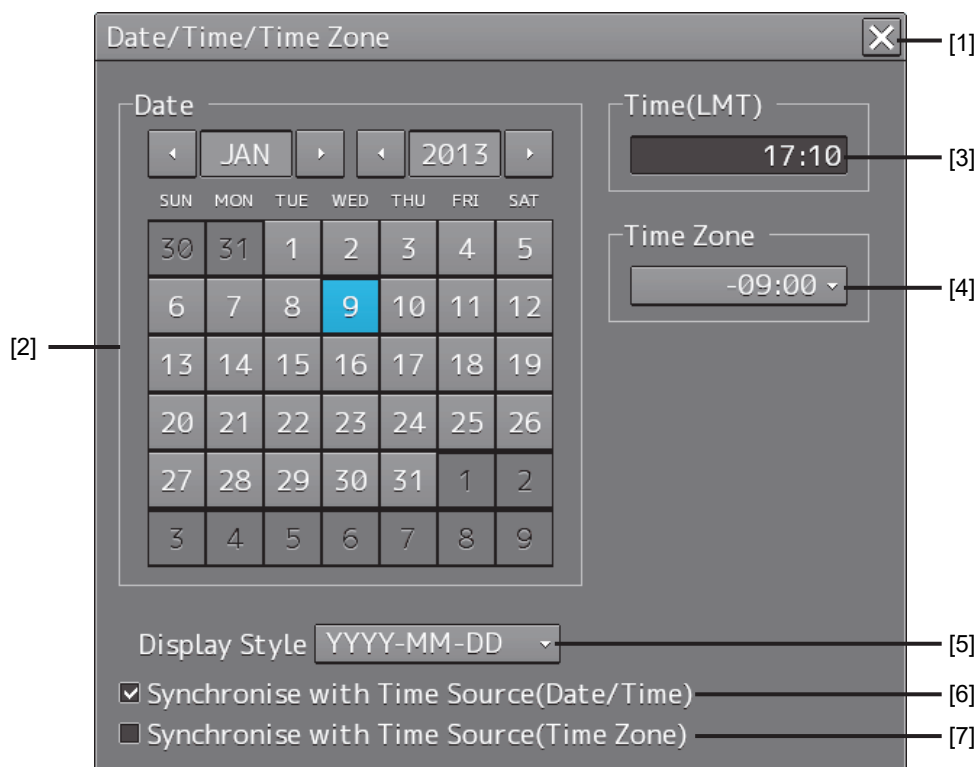 Date/Time/Time Zone [1]
Date
JAN 2013
SUN MON TUE WED THU FRI SAT
30 31 1 2 3 4 5
6 7 8 9 10 11 12
13 14 15 16 17 18 19
20 21 22 23 24 25 26
27 28 29 30 31 1 2
3 4 5 6 7 8 9
[2]
Time(LMT)
17:10 [3]
Time Zone
-09:00 [4]
Display Style YYYY-MM-DD [5]
Synchronise with Time Source(Date/Time) [6]
Synchronise with Time Source(Time Zone) [7]